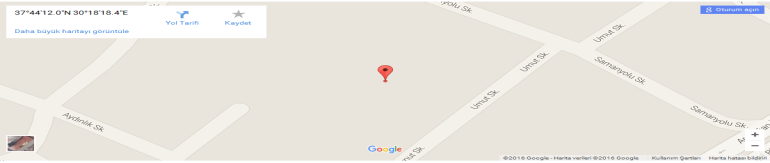 37°44'12.0"N 30°18'18.4"E
Yol Tarifi
Kaydet
Daha büyük haritayı görüntüle
Oturum açın
yolu Sk
Umut Sk.
Umut Sk.
Umut Sk.
Samanyolu Sk
Samanyolu Sk
Aydınlık Sk
Google
+
−
©2016 Google - Harita verileri ©2016 Google
Kullanım Şartları
Harita hatası bildirin